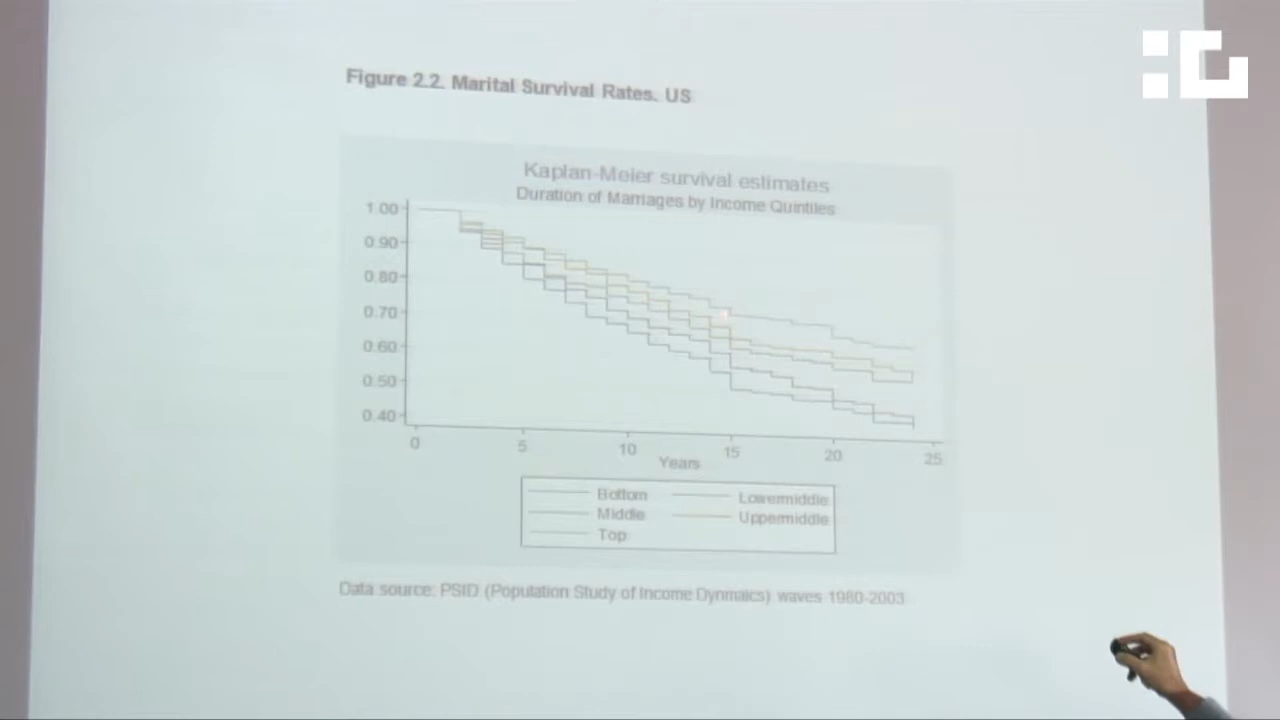 Figure 2.2. Marital Survival Rates. US
Kaplan-Meier survival estimates
Duration of Marriages by Income Quintiles
1.00
0.90
0.80
0.70
0.60
0.50
0.40
0 5 10 15 20 25
Years
Bottom Lowermiddle
Middle Uppermiddle
Top
Data source: PSID (Population Study of Income Dynmaics) waves 1980-2003